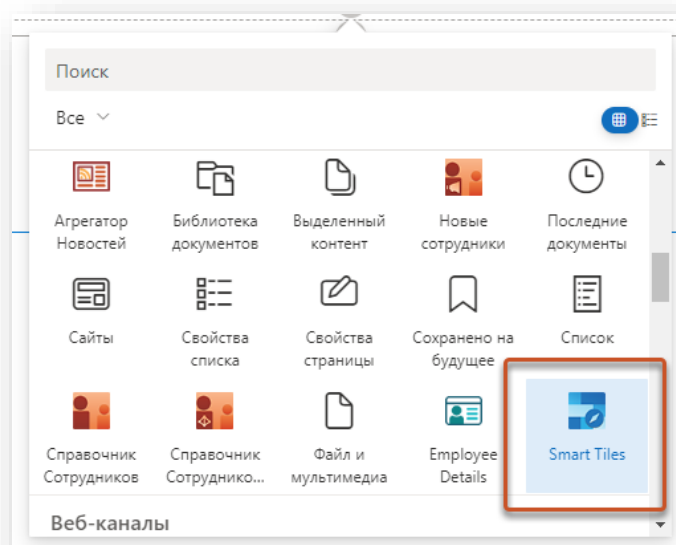 Поиск
Все
Агрегатор Библиотека Выделенный Новые Последние
Новостей документов контент сотрудники документы
Сайты Свойства Свойства Сохранено на Список
списка страницы будущее
Справочник Справочник Файл и Employee Smart Tiles
Сотрудников Сотруднико... мультимедиа Details
Веб-каналы